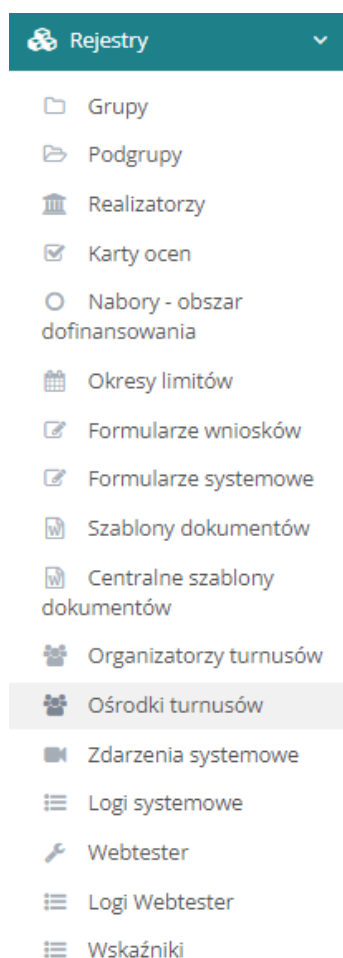 Rejestry
Grupy
Podgrupy
Realizatorzy
Karty ocen
Nabory - obszar
dofinansowania
Okresy limitów
Formularze wniosków
Formularze systemowe
Szablony dokumentów
Centralne szablony
dokumentów
Organizatorzy turnusów
Ośrodki turnusów
Zdarzenia systemowe
Logi systemowe
Webtester
Logi Webtester
Wskaźniki